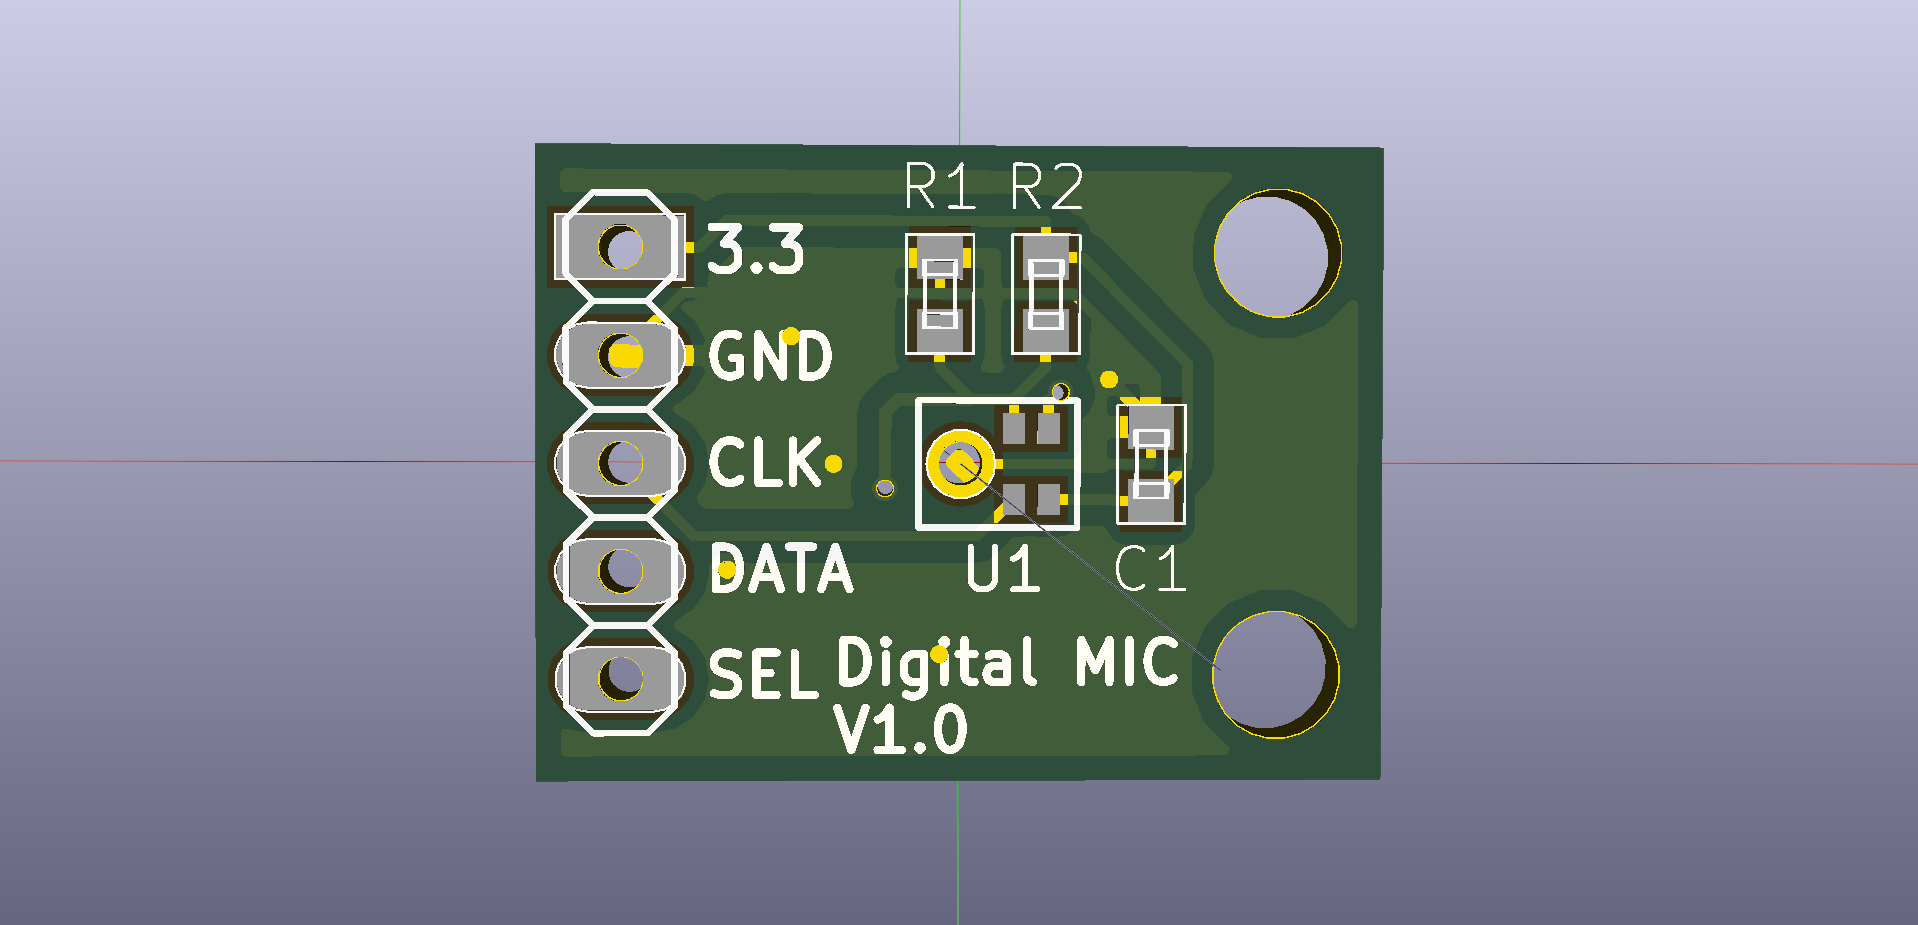 R1 R2
3.3
GND
CLK
DATA
U1 C1
SEL
Digital MIC
V1.0